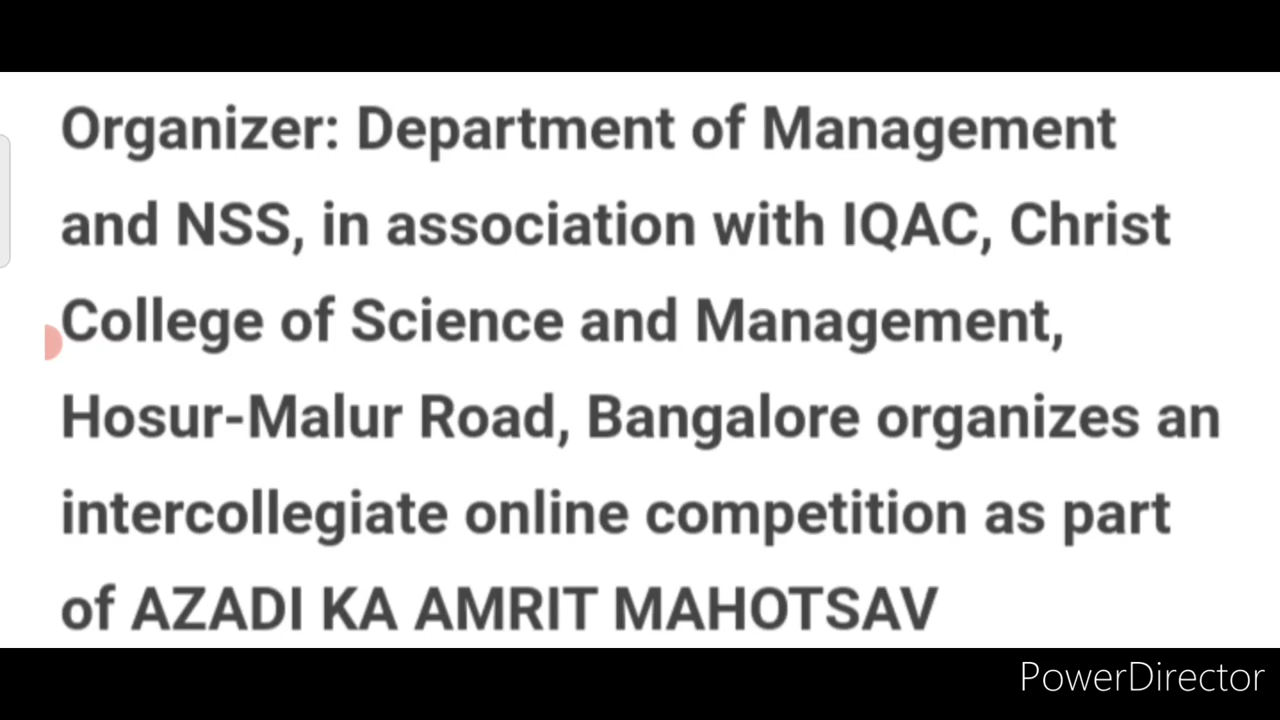 Organizer: Department of Management
and NSS, in association with IQAC, Christ
College of Science and Management,
Hosur-Malur Road, Bangalore organizes an
intercollegiate online competition as part
of AZADI KA AMRIT MAHOTSAV
PowerDirector